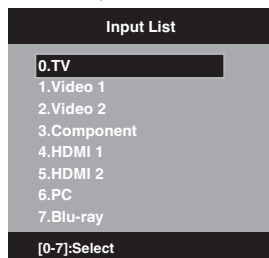 Input List
0.TV
1.Video 1
2.Video 2
3.Component
4.HDMI 1
5.HDMI 2
6.PC
7.Blu-ray
[0-7]:Select